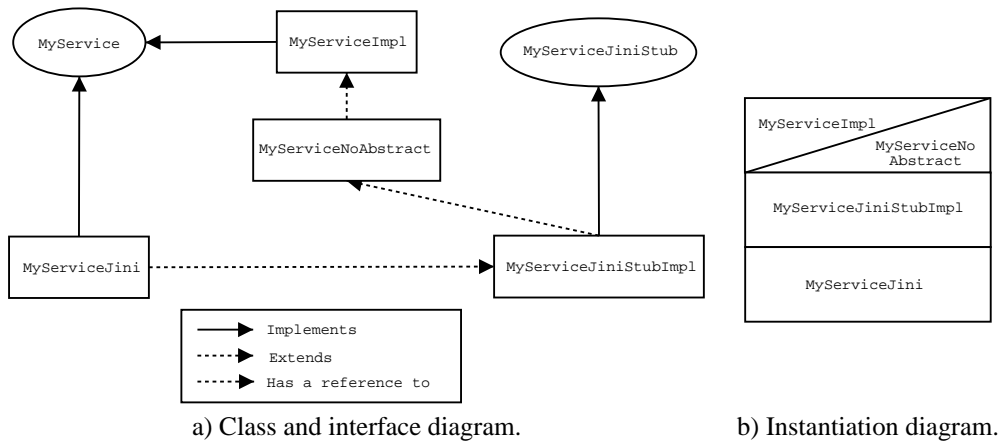 MyService
MyServiceImpl
MyServiceJiniStub
MyServiceNoAbstract
MyServiceJini
MyServiceJiniStubImpl
Implements
Extends
Has a reference to
a) Class and interface diagram.
MyServiceImpl
MyServiceNo
Abstract
MyServiceJiniStubImpl
MyServiceJini
b) Instantiation diagram.